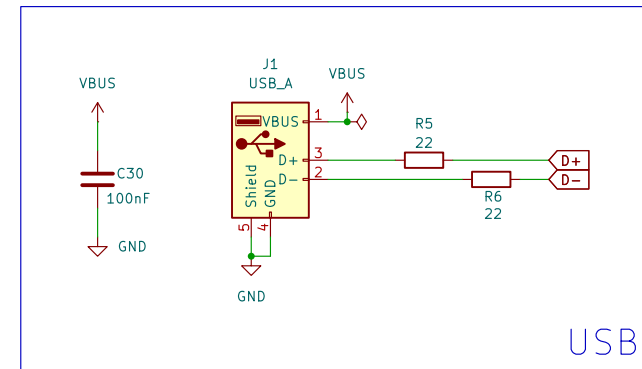 J1
USB_A
VBUS
VBUS
VBUS
1
R5
22
D+
3
D+
D-
2
D-
R6
22
C30
100nF
Shield
GND
5
4
GND
GND
USB